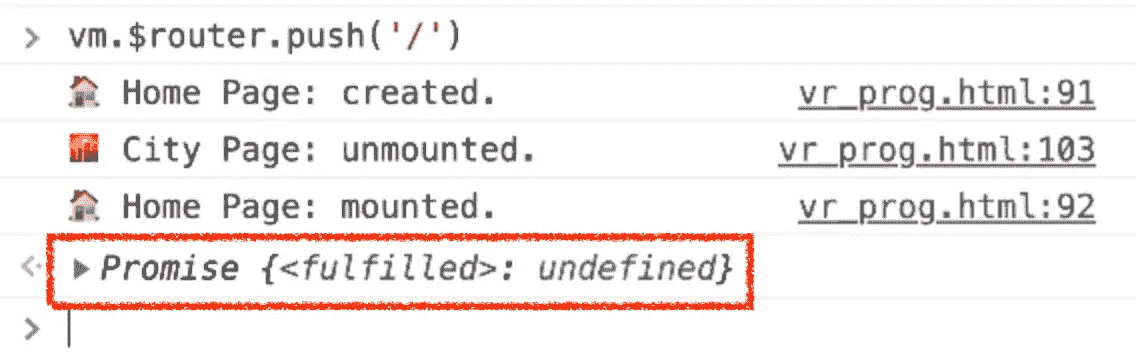 > vm.$router.push('/')
🏠 Home Page: created. vr_prog.html:91
🌇 City Page: unmounted. vr_prog.html:103
🏠 Home Page: mounted. vr_prog.html:92
<· ▶ Promise {<fulfilled>: undefined}
>